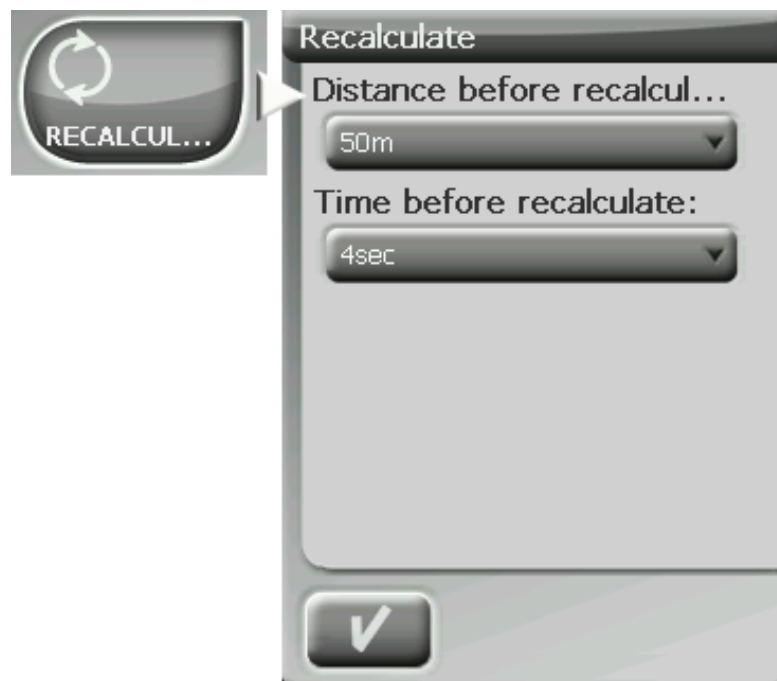 RECALCUL...
Recalculate
Distance before recalcul...
50m
Time before recalculate:
4sec